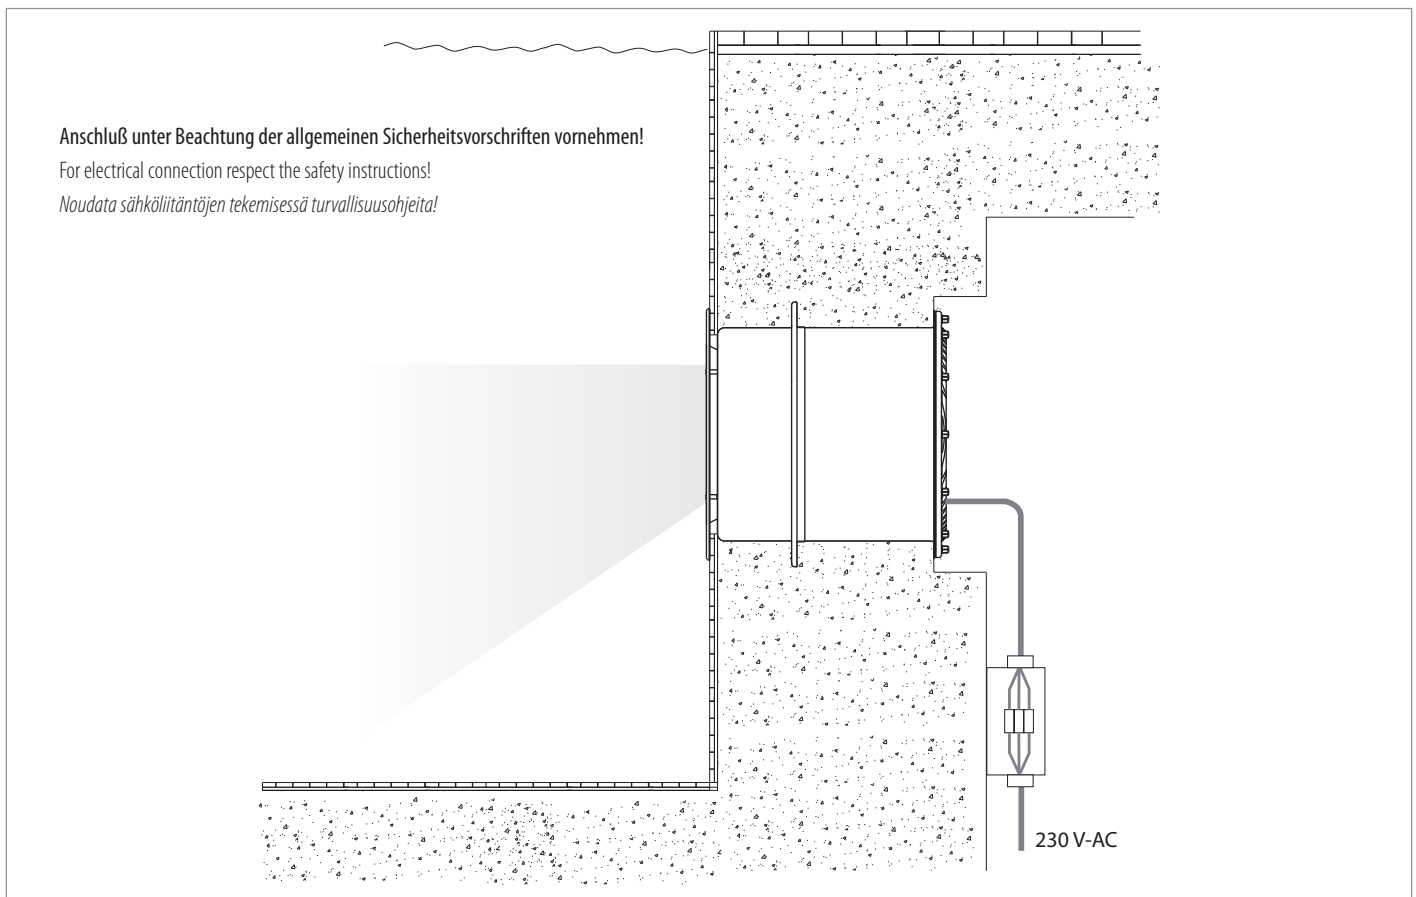 Anschluß unter Beachtung der allgemeinen Sicherheitsvorschriften vornehmen!
For electrical connection respect the safety instructions!
Noudata sähköliitäntöjen tekemisessä turvallisuusohjeita!
230 V-AC